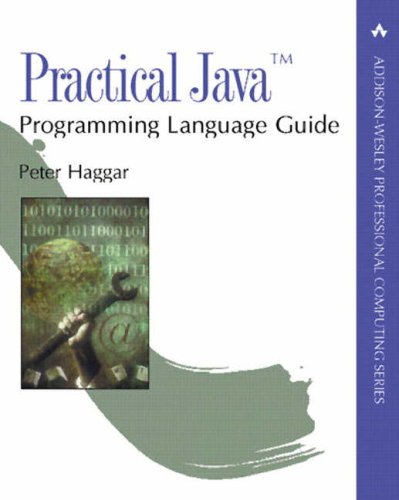 Practical Java™
Programming Language Guide
Peter Haggar
ADDISON-WESLEY PROFESSIONAL COMPUTING SERIES
@